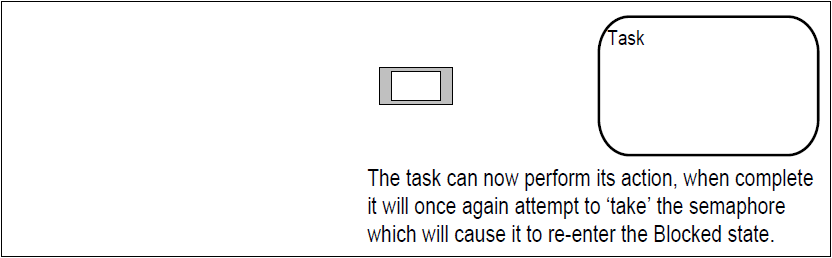 Task
The task can now perform its action, when complete
it will once again attempt to ‘take’ the semaphore
which will cause it to re-enter the Blocked state.